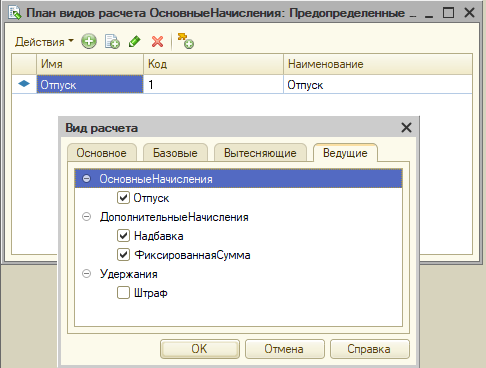 План видов расчета ОсновныеНачисления: Предопределенные ...
Действия
Имя Код Наименование
Отпуск 1 Отпуск
Вид расчета
Основное Базовые Вытесняющие Ведущие
ОсновныеНачисления
Отпуск
ДополнительныеНачисления
Надбавка
ФиксированнаяСумма
Удержания
Штраф
OK Отмена Справка